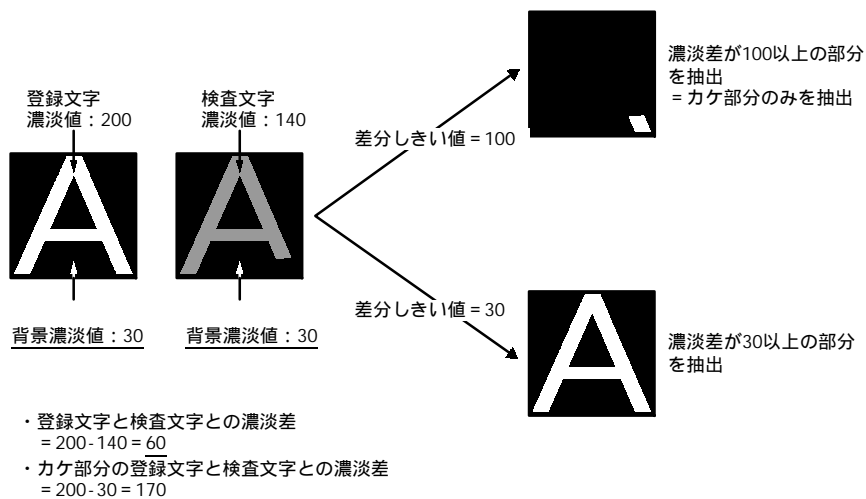 登録文字
濃淡値：200
検査文字
濃淡値：140
背景濃淡値：30
背景濃淡値：30
差分しきい値 = 100
濃淡差が100以上の部分
を抽出
= カケ部分のみを抽出
差分しきい値 = 30
濃淡差が30以上の部分
を抽出
・登録文字と検査文字との濃淡差
= 200 - 140 = 60
・カケ部分の登録文字と検査文字との濃淡差
= 200 - 30 = 170
A
A
A